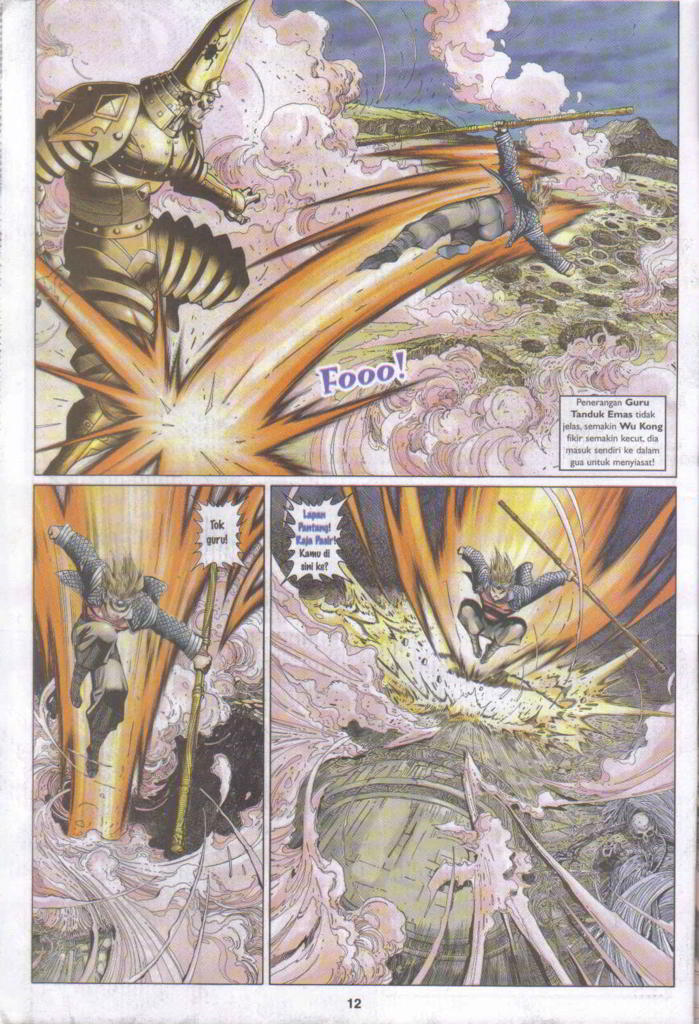 Fooo!
Penerangan Guru
Tanduk Emas tidak
jelas, semakin Wu Kong
fikir semakin kecut, dia
masuk sendiri ke dalam
gua untuk menyiasat!
Tok
guru!
Lapan
Pantang!
Raja Pasir!
Kamu di
sini ke?
12